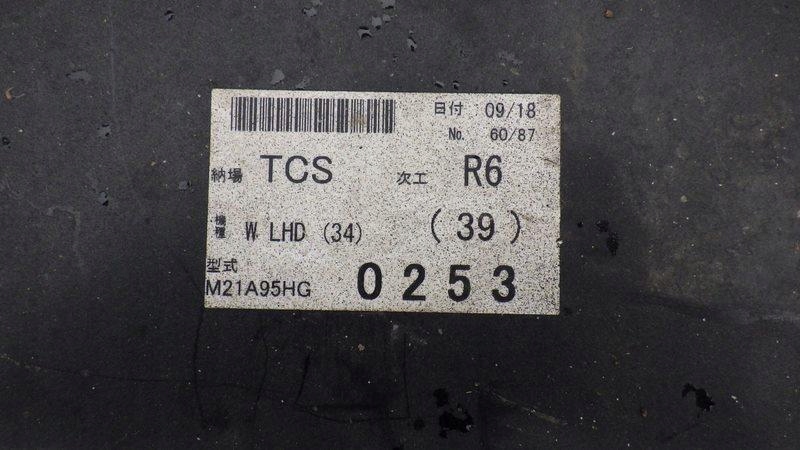 日付 09/18
No. 60/87
納場 TCS 次工 R6
機種 W LHD (34) (39)
型式
M21A95HG 0253